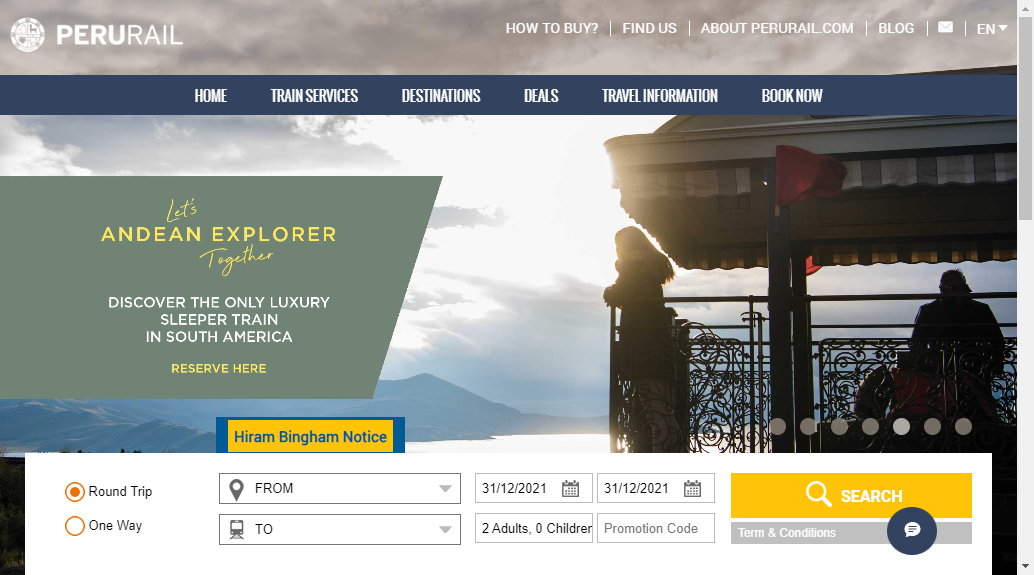 PERURAIL
HOW TO BUY? FIND US ABOUT PERURAIL.COM BLOG EN
HOME TRAIN SERVICES DESTINATIONS DEALS TRAVEL INFORMATION BOOK NOW
Let's
ANDEAN EXPLORER
Together
DISCOVER THE ONLY LUXURY
SLEEPER TRAIN
IN SOUTH AMERICA
RESERVE HERE
Hiram Bingham Notice
Round Trip FROM 31/12/2021 31/12/2021 SEARCH
One Way TO 2 Adults, 0 Children Promotion Code Term & Conditions